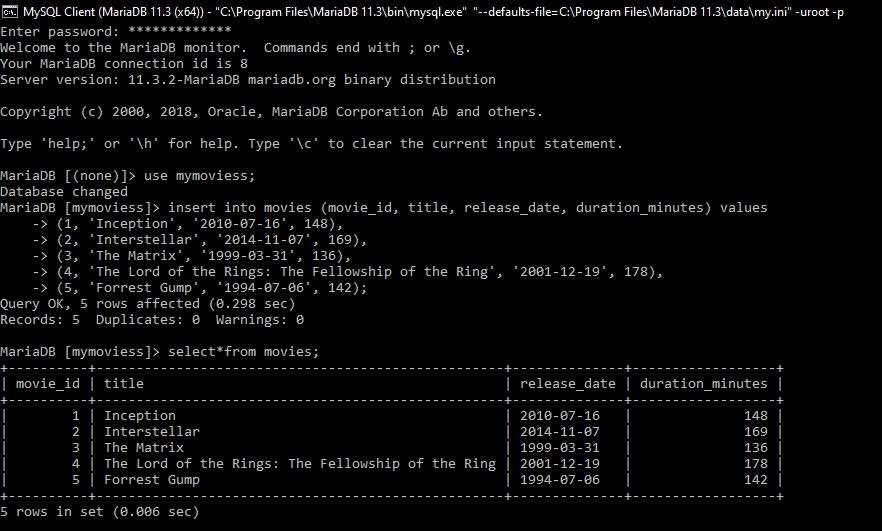 MySQL Client (MariaDB 11.3 (x64)) - "C:\Program Files\MariaDB 11.3\bin\mysql.exe" "--defaults-file=C:\Program Files\MariaDB 11.3\data\my.ini" -uroot -p
Enter password: *************
Welcome to the MariaDB monitor.  Commands end with ; or \g.
Your MariaDB connection id is 8
Server version: 11.3.2-MariaDB mariadb.org binary distribution

Copyright (c) 2000, 2018, Oracle, MariaDB Corporation Ab and others.

Type 'help;' or '\h' for help. Type '\c' to clear the current input statement.

MariaDB [(none)]> use mymoviess;
Database changed
MariaDB [mymoviess]> insert into movies (movie_id, title, release_date, duration_minutes) values
    -> (1, 'Inception', '2010-07-16', 148),
    -> (2, 'Interstellar', '2014-11-07', 169),
    -> (3, 'The Matrix', '1999-03-31', 136),
    -> (4, 'The Lord of the Rings: The Fellowship of the Ring', '2001-12-19', 178),
    -> (5, 'Forrest Gump', '1994-07-06', 142);
Query OK, 5 rows affected (0.298 sec)
Records: 5  Duplicates: 0  Warnings: 0

MariaDB [mymoviess]> select*from movies;
+----------+---------------------------------------------------+--------------+------------------+
| movie_id | title                                             | release_date | duration_minutes |
+----------+---------------------------------------------------+--------------+------------------+
|        1 | Inception                                         | 2010-07-16   |              148 |
|        2 | Interstellar                                      | 2014-11-07   |              169 |
|        3 | The Matrix                                        | 1999-03-31   |              136 |
|        4 | The Lord of the Rings: The Fellowship of the Ring | 2001-12-19   |              178 |
|        5 | Forrest Gump                                      | 1994-07-06   |              142 |
+----------+---------------------------------------------------+--------------+------------------+
5 rows in set (0.006 sec)